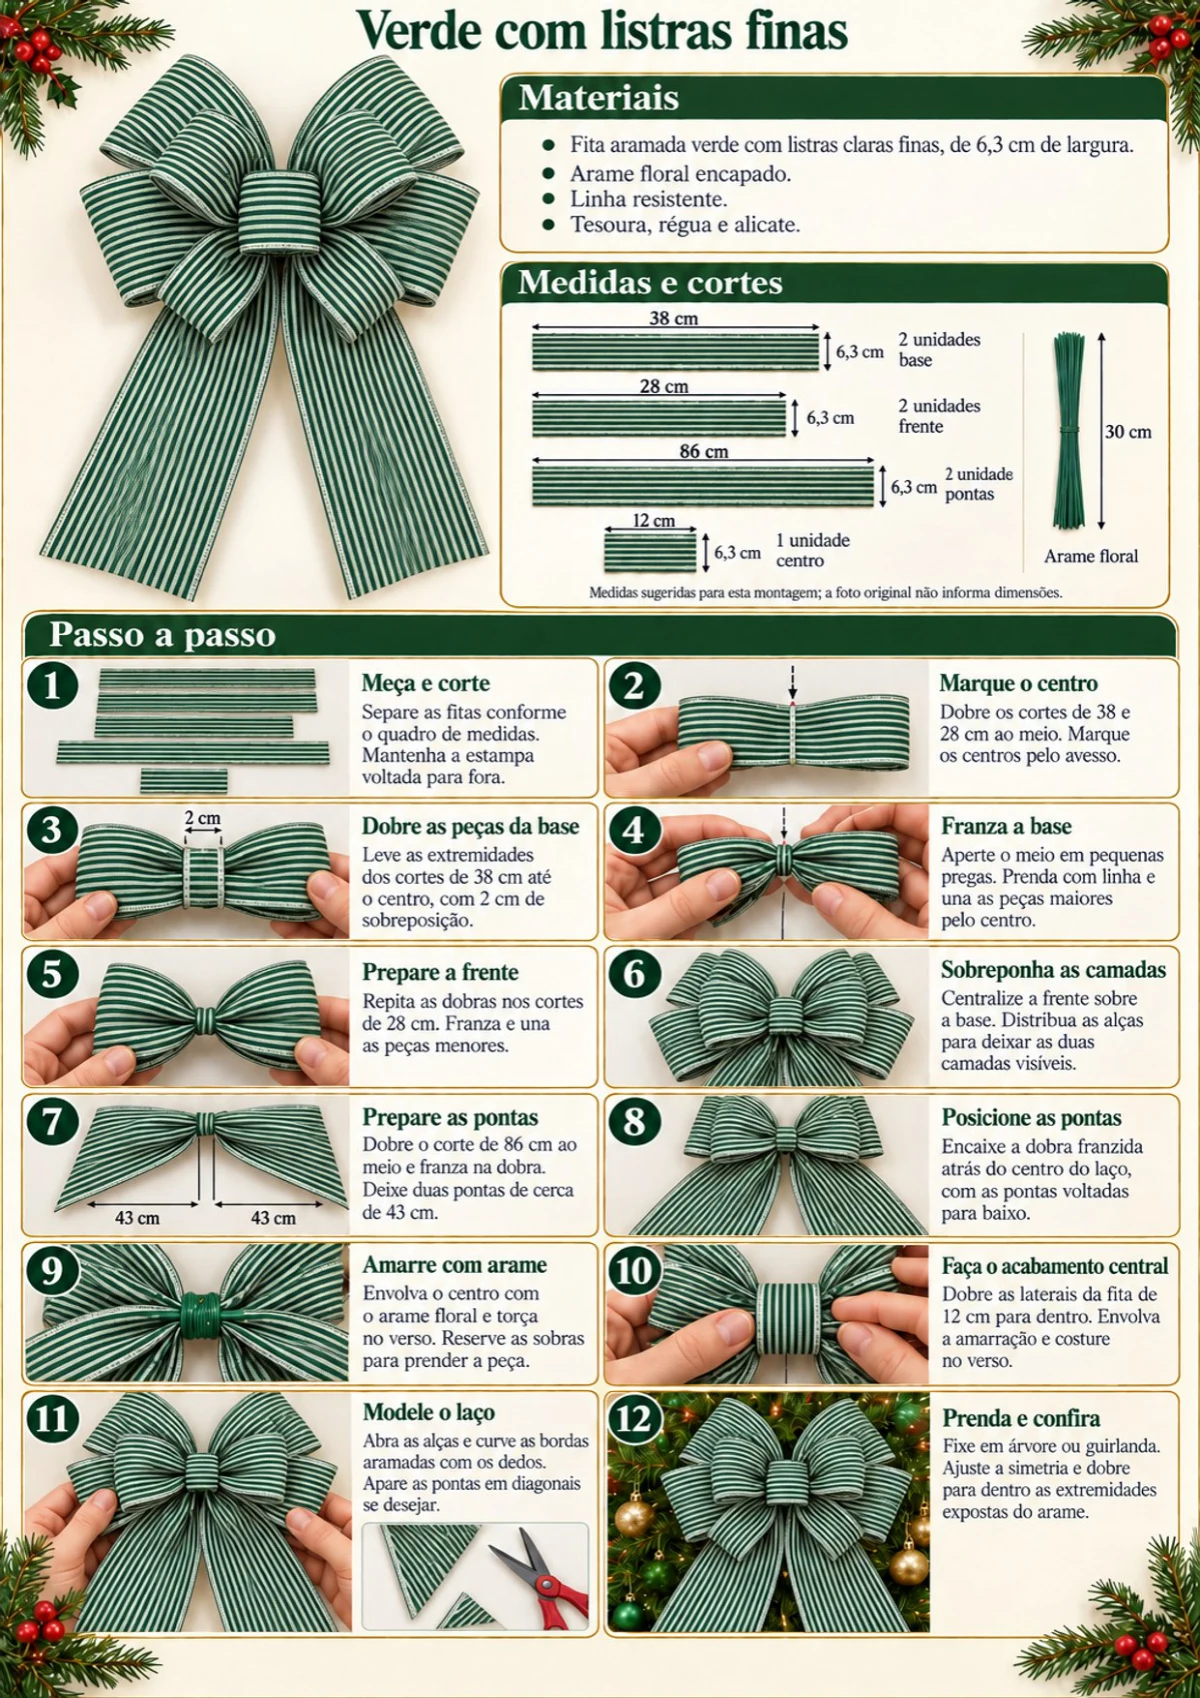 Verde com listras finas
Materiais
Fita aramada verde com listras claras finas, de 6,3 cm de largura.
Arame floral encapado.
Linha resistente.
Tesoura, régua e alicate.
Medidas e cortes
38 cm
6,3 cm
2 unidades
base
28 cm
6,3 cm
2 unidades
frente
86 cm
6,3 cm
2 unidade
pontas
12 cm
6,3 cm
1 unidade
centro
30 cm
Arame floral
Medidas sugeridas para esta montagem; a foto original não informa dimensões.
Passo a passo
1
Meça e corte
Separe as fitas conforme
o quadro de medidas.
Mantenha a estampa
voltada para fora.
2
Marque o centro
Dobre os cortes de 38 e
28 cm ao meio. Marque
os centros pelo avesso.
3
2 cm
Dobre as peças da base
Leve as extremidades
dos cortes de 38 cm até
o centro, com 2 cm de
sobreposição.
4
Franza a base
Aperte o meio em pequenas
pregas. Prenda com linha e
una as peças maiores
pelo centro.
5
Prepare a frente
Repita as dobras nos cortes
de 28 cm. Franza e una
as peças menores.
6
Sobreponha as camadas
Centralize a frente sobre
a base. Distribua as alças
para deixar as duas
camadas visíveis.
7
43 cm
43 cm
Prepare as pontas
Dobre o corte de 86 cm ao
meio e franza na dobra.
Deixe duas pontas de cerca
de 43 cm.
8
Posicione as pontas
Encaixe a dobra franzida
atrás do centro do laço,
com as pontas voltadas
para baixo.
9
Amarre com arame
Envolva o centro com
o arame floral e torça
no verso. Reserve as sobras
para prender a peça.
10
Faça o acabamento central
Dobre as laterais da fita de
12 cm para dentro. Envolva
a amarração e costure
no verso.
11
Modele o laço
Abra as alças e curve as bordas
aramadas com os dedos.
Apare as pontas em diagonais
se desejar.
12
Prenda e confira
Fixe em árvore ou guirlanda.
Ajuste a simetria e dobre
para dentro as extremidades
expostas do arame.